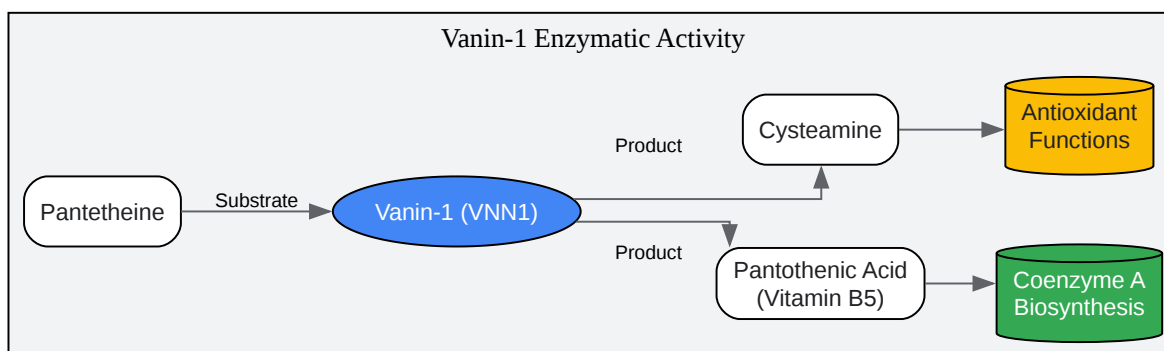 Vanin-1 Enzymatic Activity
Pantetheine
Substrate
Vanin-1 (VNN1)
Product
Cysteamine
Antioxidant
Functions
Product
Pantothenic Acid
(Vitamin B5)
Coenzyme A
Biosynthesis